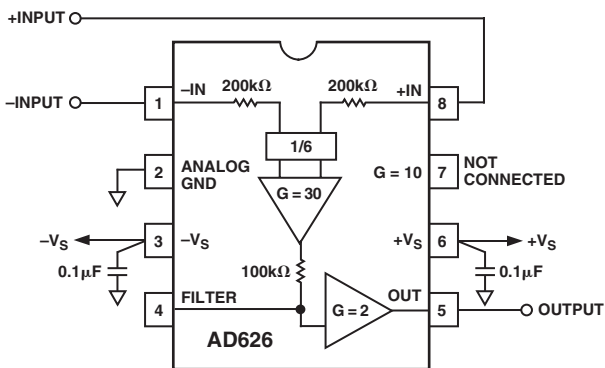 +INPUT
–INPUT
1
–IN
200kΩ
200kΩ
+IN
8
1/6
2
ANALOG
GND
G = 30
G = 10
7
NOT
CONNECTED
–VS
3
–VS
+VS
6
+VS
0.1µF
100kΩ
0.1µF
4
FILTER
G = 2
OUT
5
OUTPUT
AD626